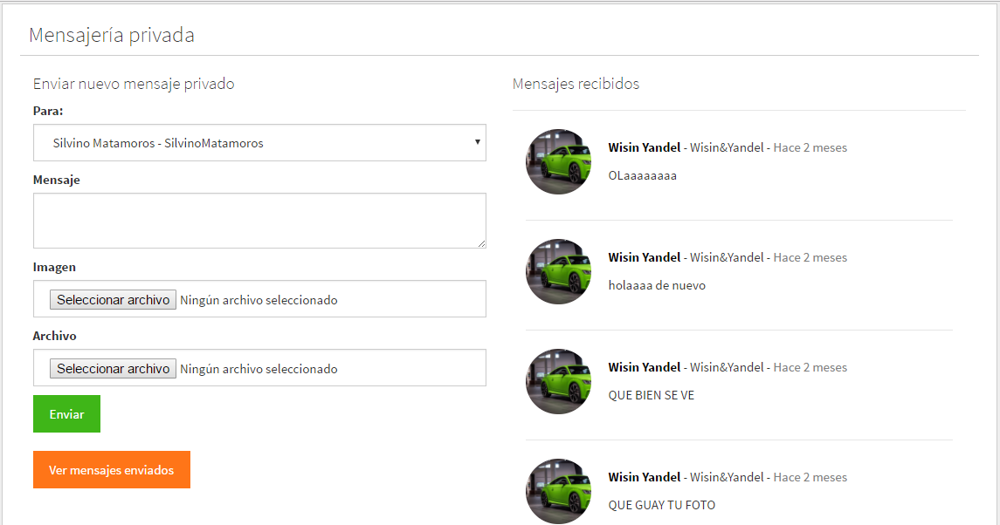 Mensajería privada
Enviar nuevo mensaje privado
Para:
Silvino Matamoros - SilvinoMatamoros
Mensaje
Imagen
Seleccionar archivo Ningún archivo seleccionado
Archivo
Seleccionar archivo Ningún archivo seleccionado
Enviar
Ver mensajes enviados
Mensajes recibidos
Wisin Yandel - Wisin&Yandel - Hace 2 meses
OLaaaaaaaa
Wisin Yandel - Wisin&Yandel - Hace 2 meses
holaaaa de nuevo
Wisin Yandel - Wisin&Yandel - Hace 2 meses
QUE BIEN SE VE
Wisin Yandel - Wisin&Yandel - Hace 2 meses
QUE GUAY TU FOTO